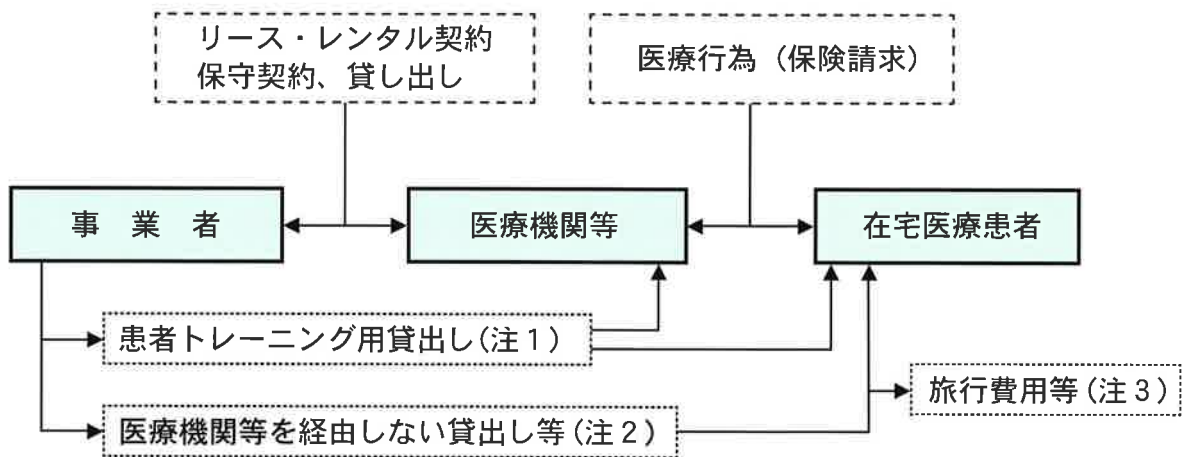 リース・レンタル契約
保守契約、貸し出し
医療行為（保険請求）
事　業　者
医療機関等
在宅医療患者
患者トレーニング用貸出し（注１）
旅行費用等（注３）
医療機関等を経由しない貸出し等（注２）